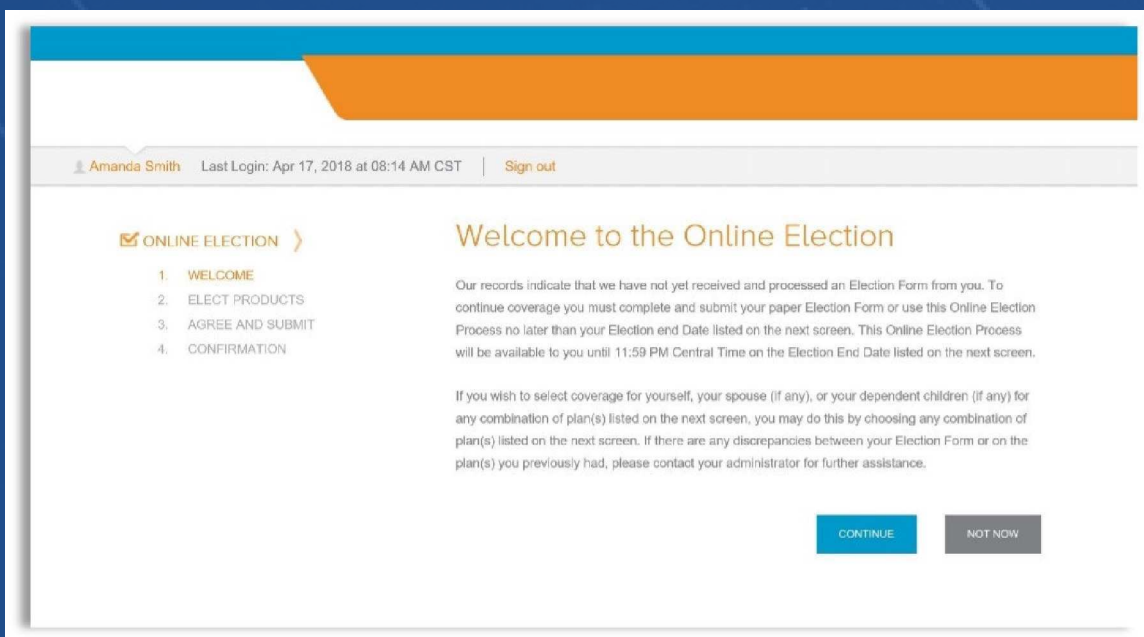 Amanda Smith Last Login: Apr 17, 2018 at 08:14 AM CST Sign out
ONLINE ELECTION
1. WELCOME
2. ELECT PRODUCTS
3. AGREE AND SUBMIT
4. CONFIRMATION
Welcome to the Online Election
Our records indicate that we have not yet received and processed an Election Form from you. To
continue coverage you must complete and submit your paper Election Form or use this Online Election
Process no later than your Election end Date listed on the next screen. This Online Election Process
will be available to you until 11:59 PM Central Time on the Election End Date listed on the next screen.
If you wish to select coverage for yourself, your spouse (if any), or your dependent children (if any) for
any combination of plan(s) listed on the next screen, you may do this by choosing any combination of
plan(s) listed on the next screen. If there are any discrepancies between your Election Form or on the
plan(s) you previously had, please contact your administrator for further assistance.
CONTINUE NOT NOW